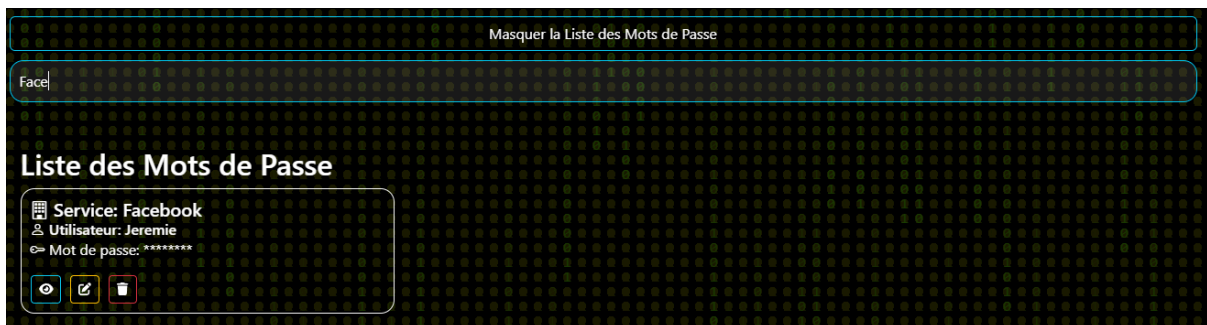 Masquer la Liste des Mots de Passe
Face
Liste des Mots de Passe
Service: Facebook
Utilisateur: Jeremie
Mot de passe: ********